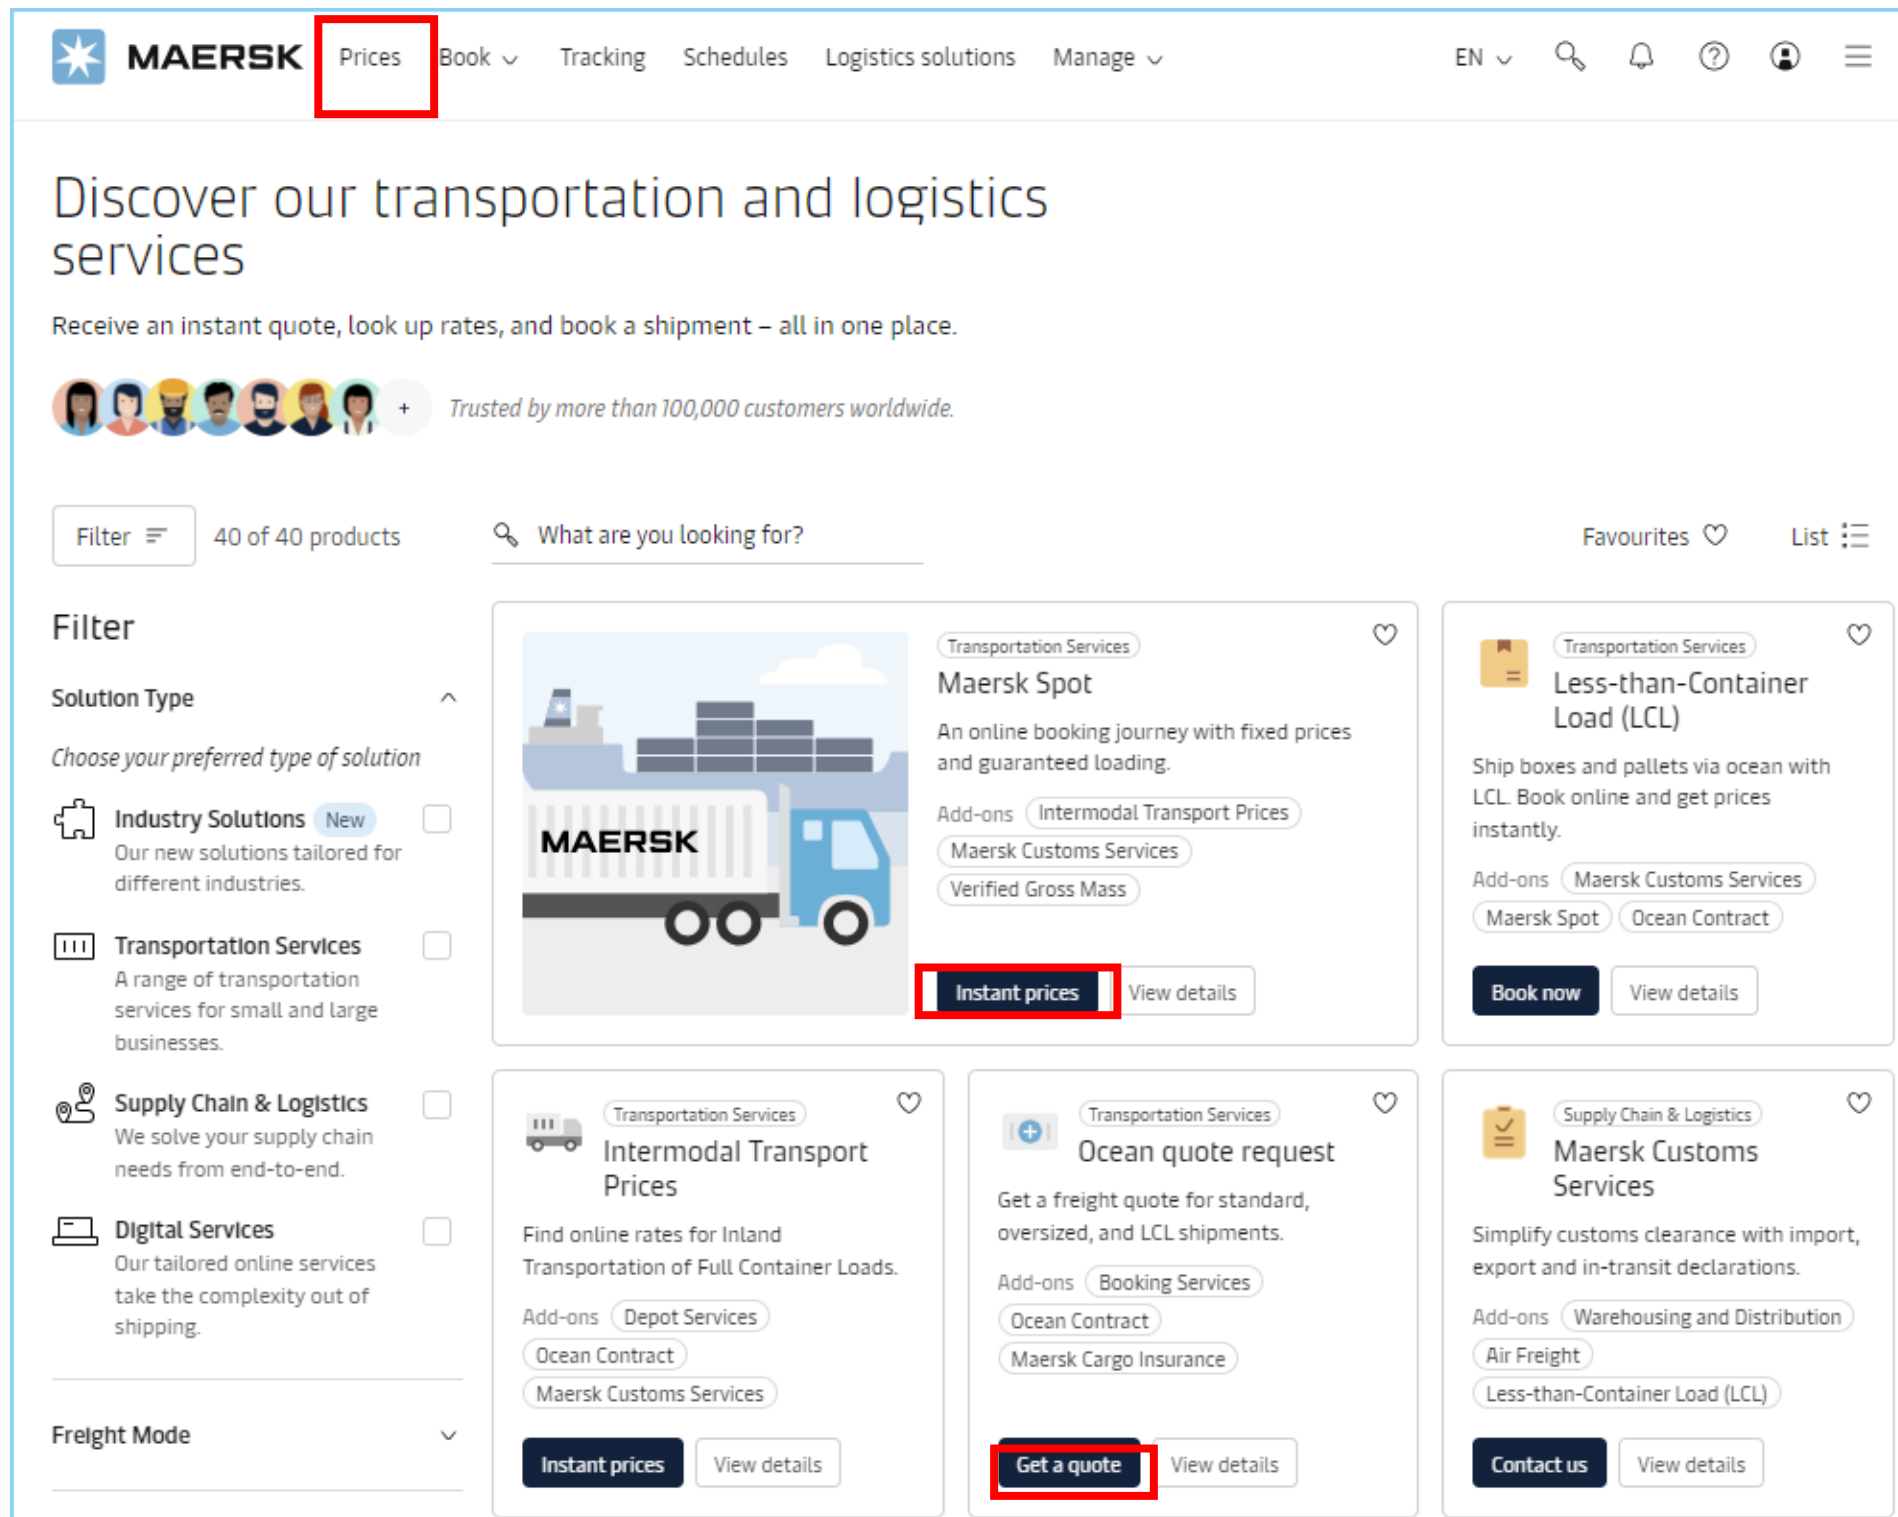 MAERSK Prices Book Tracking Schedules Logistics solutions Manage EN
Discover our transportation and logistics
services
Receive an instant quote, look up rates, and book a shipment – all in one place.
+ Trusted by more than 100,000 customers worldwide.
Filter 40 of 40 products What are you looking for? Favourites List
Filter
Solution Type
Choose your preferred type of solution
Industry Solutions New
Our new solutions tailored for
different industries.
Transportation Services
A range of transportation
services for small and large
businesses.
Supply Chain & Logistics
We solve your supply chain
needs from end-to-end.
Digital Services
Our tailored online services
take the complexity out of
shipping.
Freight Mode
MAERSK
Transportation Services
Maersk Spot
An online booking journey with fixed prices
and guaranteed loading.
Add-ons Intermodal Transport Prices
Maersk Customs Services
Verified Gross Mass
Instant prices View details
Transportation Services
Less-than-Container
Load (LCL)
Ship boxes and pallets via ocean with
LCL. Book online and get prices
instantly.
Add-ons Maersk Customs Services
Maersk Spot Ocean Contract
Book now View details
Transportation Services
Intermodal Transport
Prices
Find online rates for Inland
Transportation of Full Container Loads.
Add-ons Depot Services
Ocean Contract
Maersk Customs Services
Instant prices View details
Transportation Services
Ocean quote request
Get a freight quote for standard,
oversized, and LCL shipments.
Add-ons Booking Services
Ocean Contract
Maersk Cargo Insurance
Get a quote View details
Supply Chain & Logistics
Maersk Customs
Services
Simplify customs clearance with import,
export and in-transit declarations.
Add-ons Warehousing and Distribution
Air Freight
Less-than-Container Load (LCL)
Contact us View details